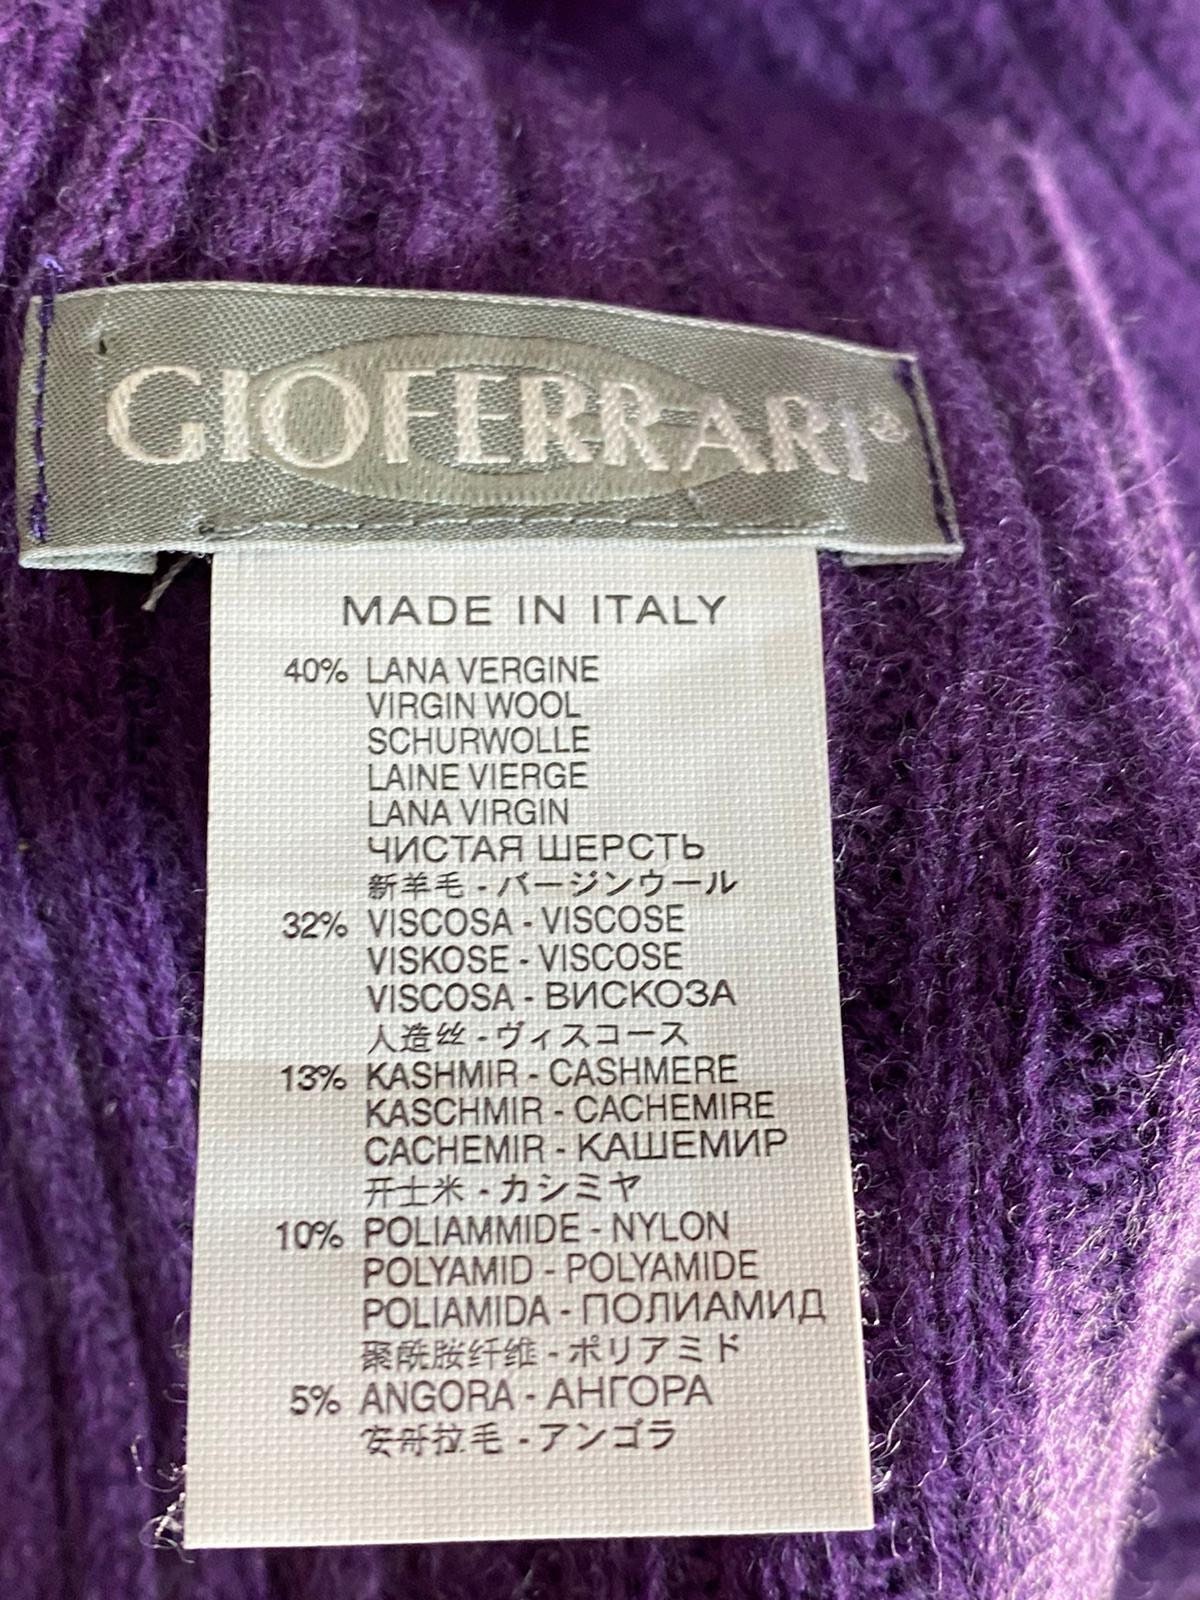 GIOFERRARI®
MADE IN ITALY
40% LANA VERGINE
VIRGIN WOOL
SCHURWOLLE
LAINE VIERGE
LANA VIRGIN
ЧИСТАЯ ШЕРСТЬ
新羊毛 - バージンウール
32% VISCOSA - VISCOSE
VISKOSE - VISCOSE
VISCOSA - ВИСКОЗА
人造丝 - ヴィスコース
13% KASHMIR - CASHMERE
KASCHMIR - CACHEMIRE
CACHEMIR - КАШЕМИР
开士米 - カシミヤ
10% POLIAMMIDE - NYLON
POLYAMID - POLYAMIDE
POLIAMIDA - ПОЛИАМИД
聚酰胺纤维 - ポリアミド
5% ANGORA - АНГОРА
安哥拉毛 - アンゴラ